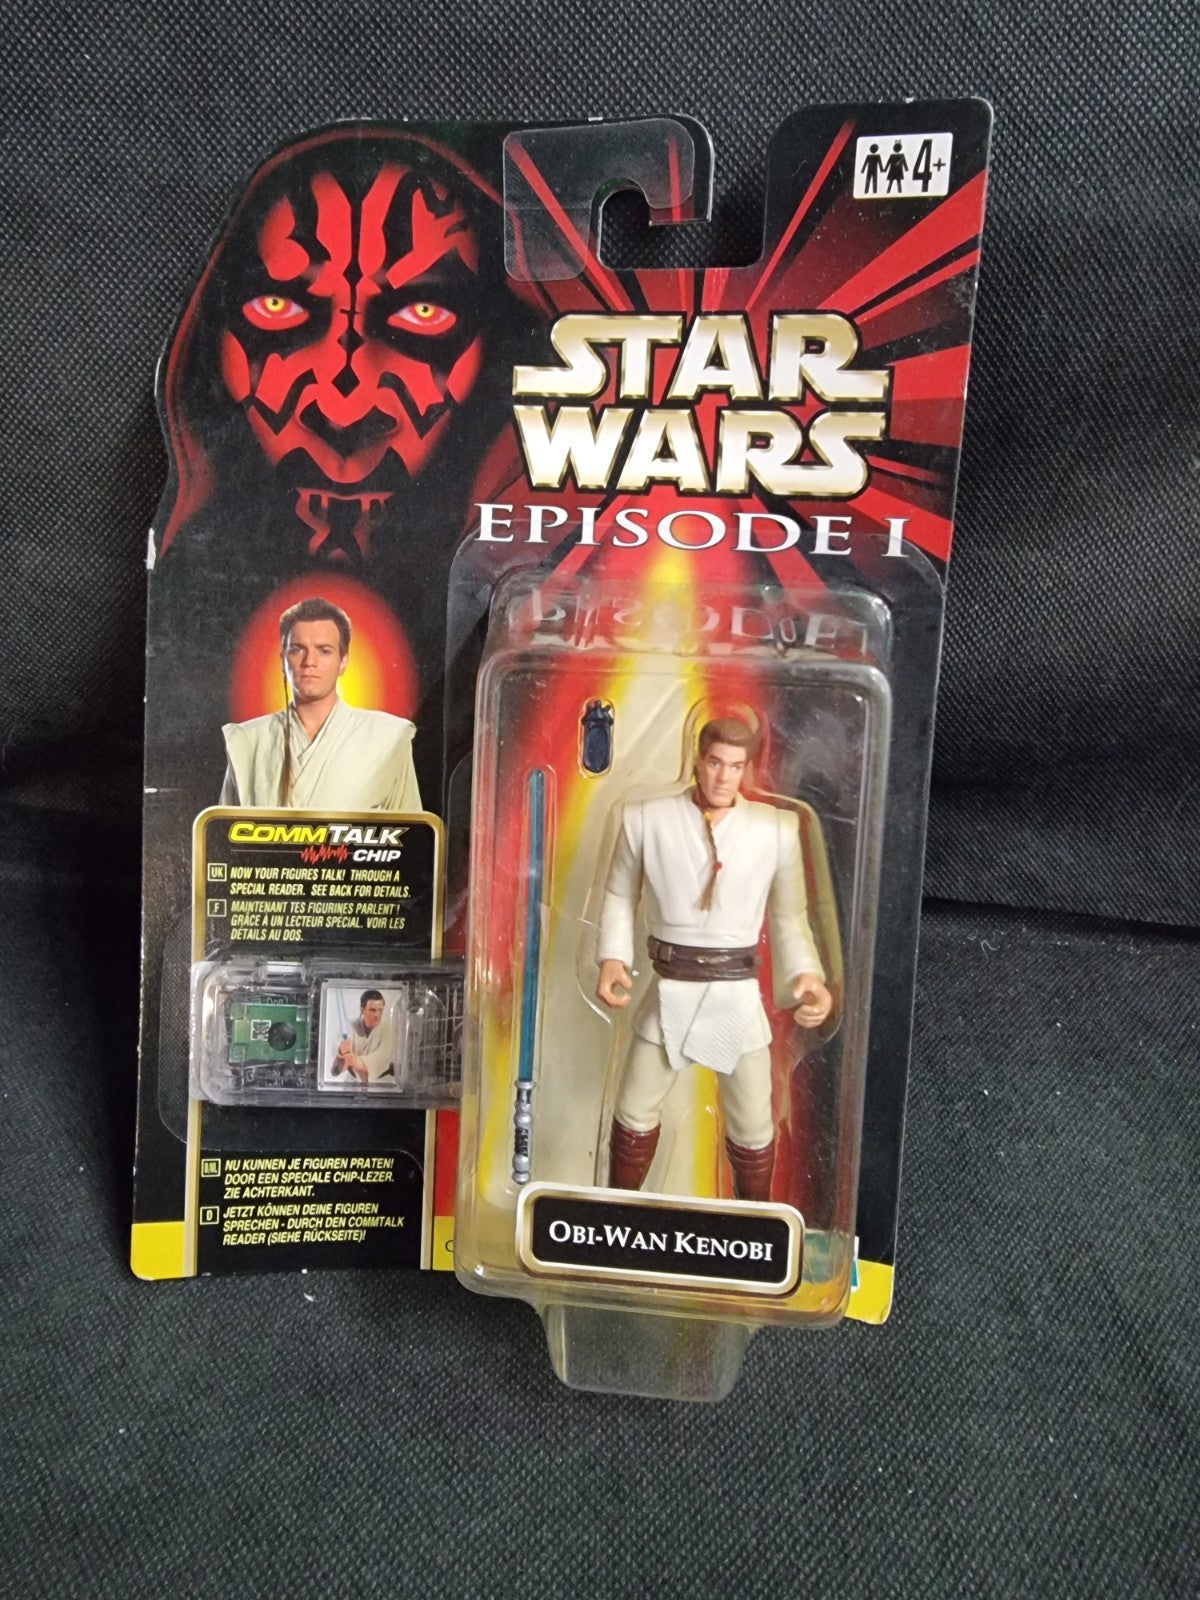 4+
STAR
WARS
EPISODE I
COMMTALK
CHIP
UK NOW YOUR FIGURES TALK! THROUGH A
SPECIAL READER. SEE BACK FOR DETAILS.
F MAINTENANT TES FIGURINES PARLENT!
GRÂCE À UN LECTEUR SPÉCIAL. VOIR LES
DÉTAILS AU DOS.
B/NL NU KUNNEN JE FIGUREN PRATEN!
DOOR EEN SPECIALE CHIP-LEZER.
ZIE ACHTERKANT.
D JETZT KÖNNEN DEINE FIGUREN
SPRECHEN - DURCH DEN COMMTALK
READER (SIEHE RÜCKSEITE)!
OBI-WAN KENOBI